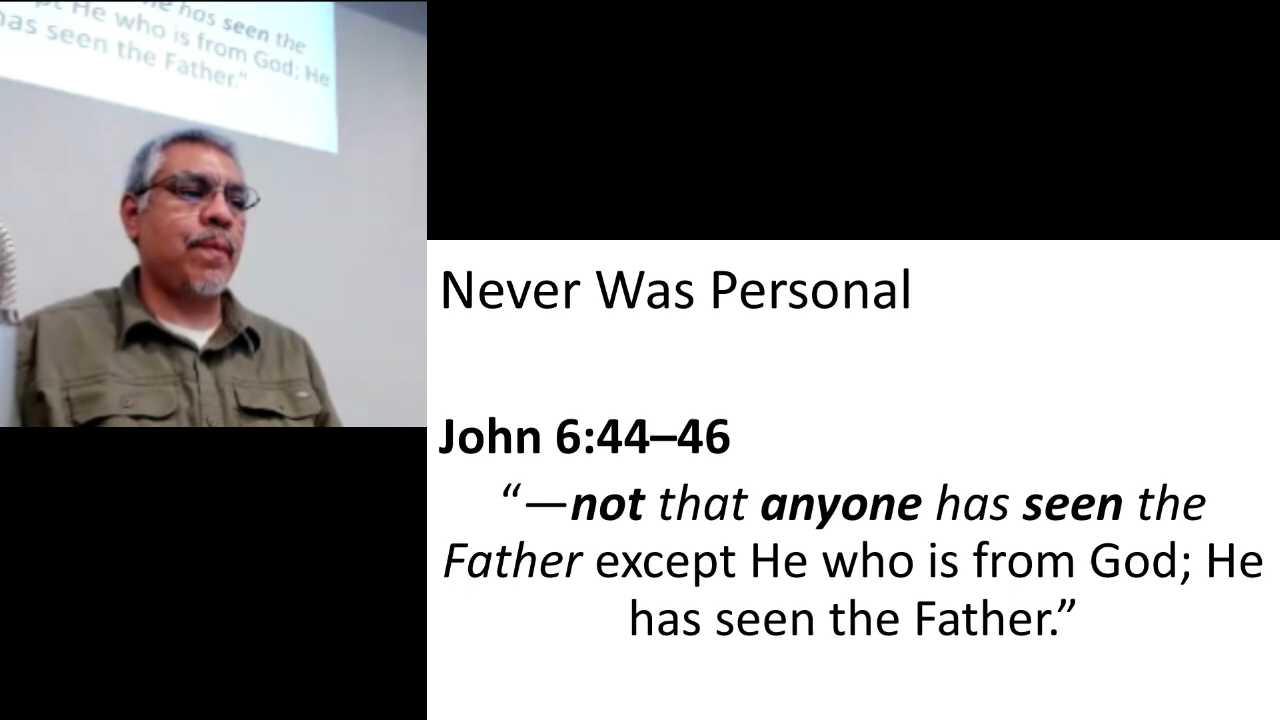 he has seen the
pt He who is from God; He
has seen the Father.”
Never Was Personal
John 6:44–46
“—not that anyone has seen the
Father except He who is from God; He
has seen the Father.”